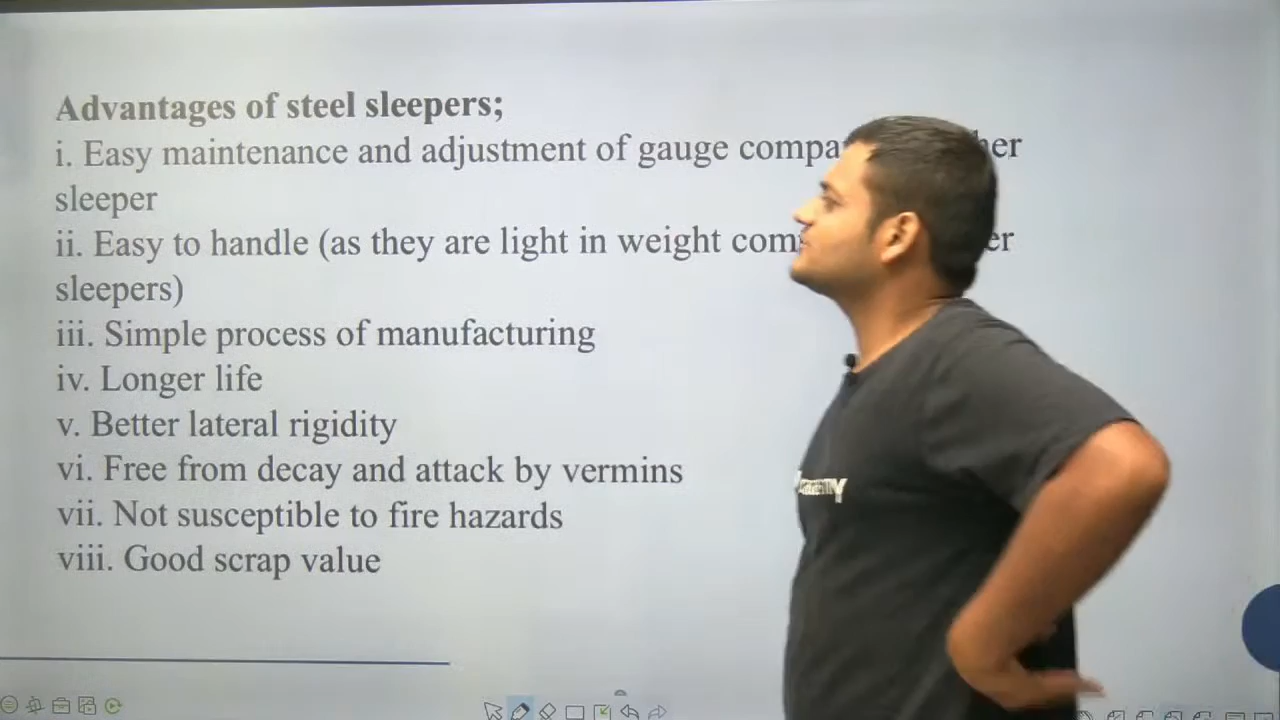 Advantages of steel sleepers;
i. Easy maintenance and adjustment of gauge
sleeper
ii. Easy to handle (as they are light in weight
sleepers)
iii. Simple process of manufacturing
iv. Longer life
v. Better lateral rigidity
vi. Free from decay and attack by vermins
vii. Not susceptible to fire hazards
viii. Good scrap value